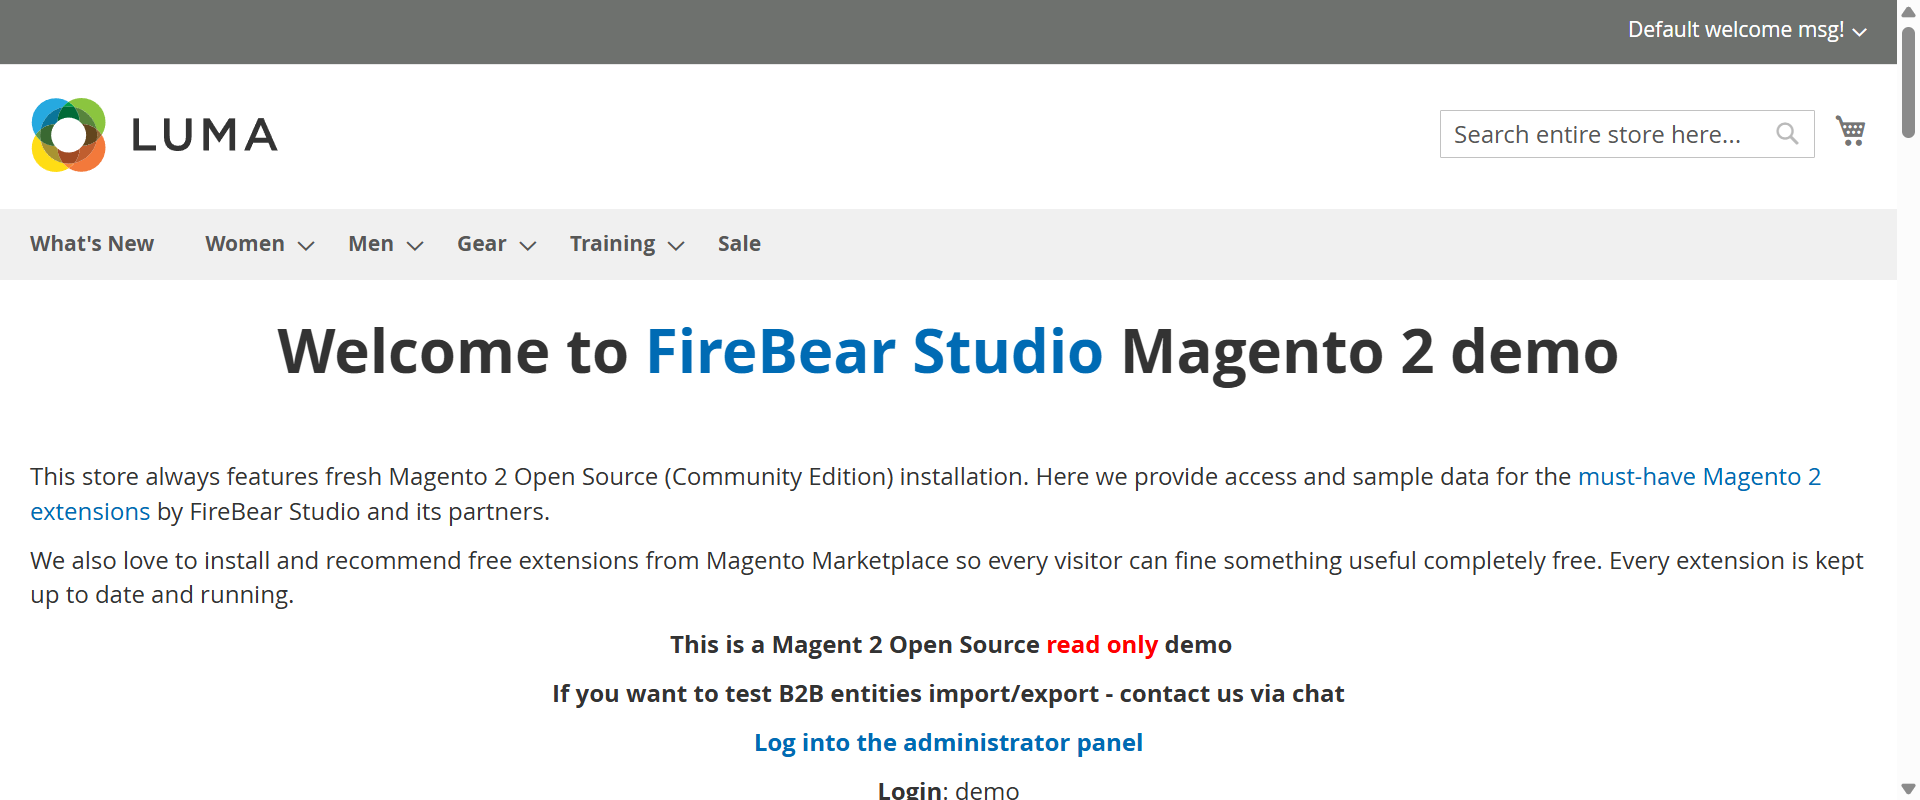 Default welcome msg!
LUMA
Search entire store here...
What's New Women Men Gear Training Sale
Welcome to FireBear Studio Magento 2 demo
This store always features fresh Magento 2 Open Source (Community Edition) installation. Here we provide access and sample data for the must-have Magento 2
extensions by FireBear Studio and its partners.
We also love to install and recommend free extensions from Magento Marketplace so every visitor can fine something useful completely free. Every extension is kept
up to date and running.
This is a Magent 2 Open Source read only demo
If you want to test B2B entities import/export - contact us via chat
Log into the administrator panel
Login: demo